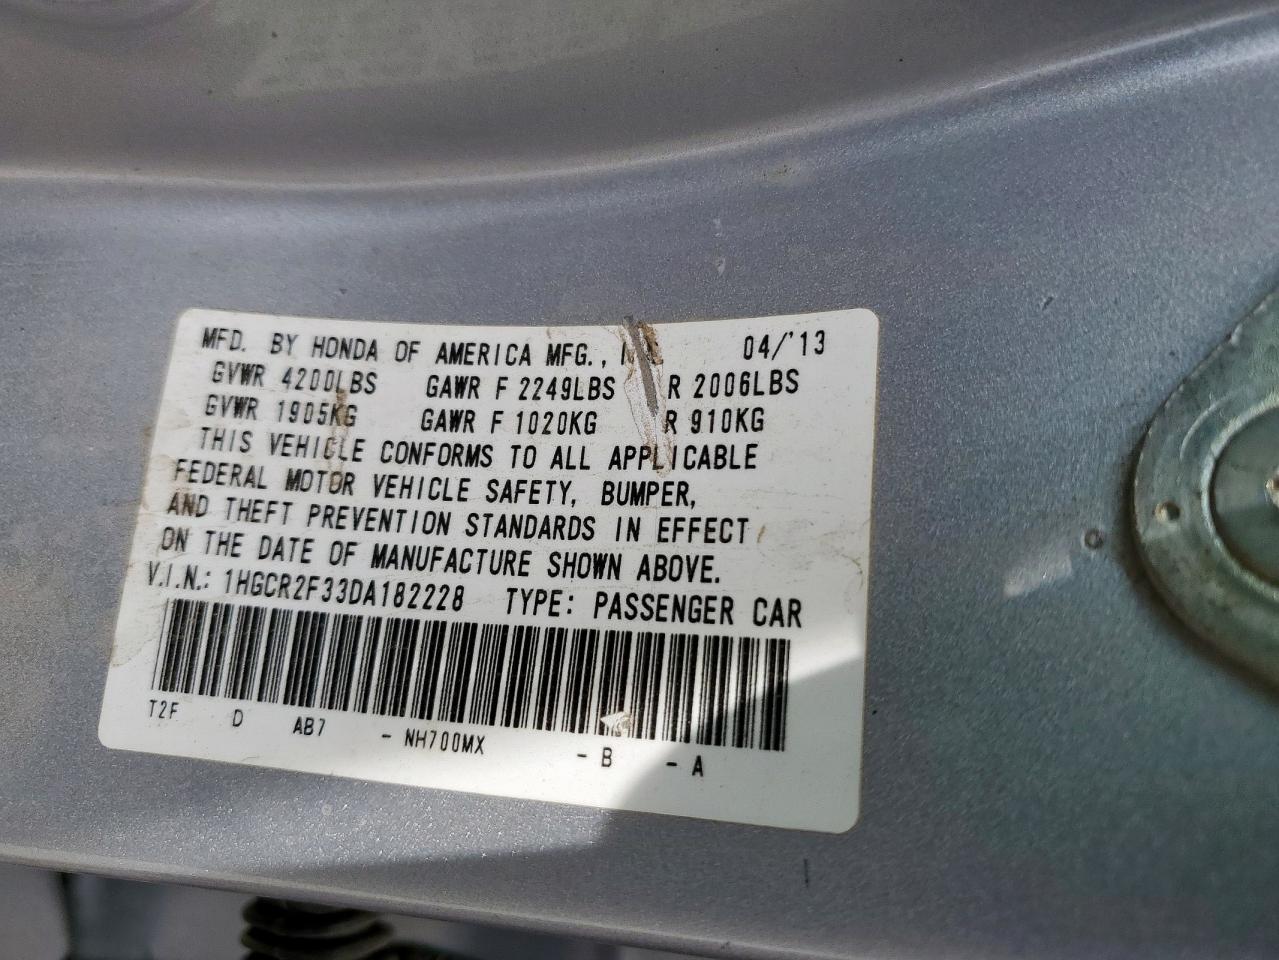 MFD. BY HONDA OF AMERICA MFG., 04/'13
GVWR 4200LBS GAWR F 2249LBS R 2006LBS
GVWR 1905KG GAWR F 1020KG R 910KG
THIS VEHICLE CONFORMS TO ALL APPLICABLE
FEDERAL MOTOR VEHICLE SAFETY, BUMPER,
AND THEFT PREVENTION STANDARDS IN EFFECT
ON THE DATE OF MANUFACTURE SHOWN ABOVE.
V.I.N.: 1HGCR2F33DA182228 TYPE: PASSENGER CAR
T2F D AB7 - NH700MX - B - A